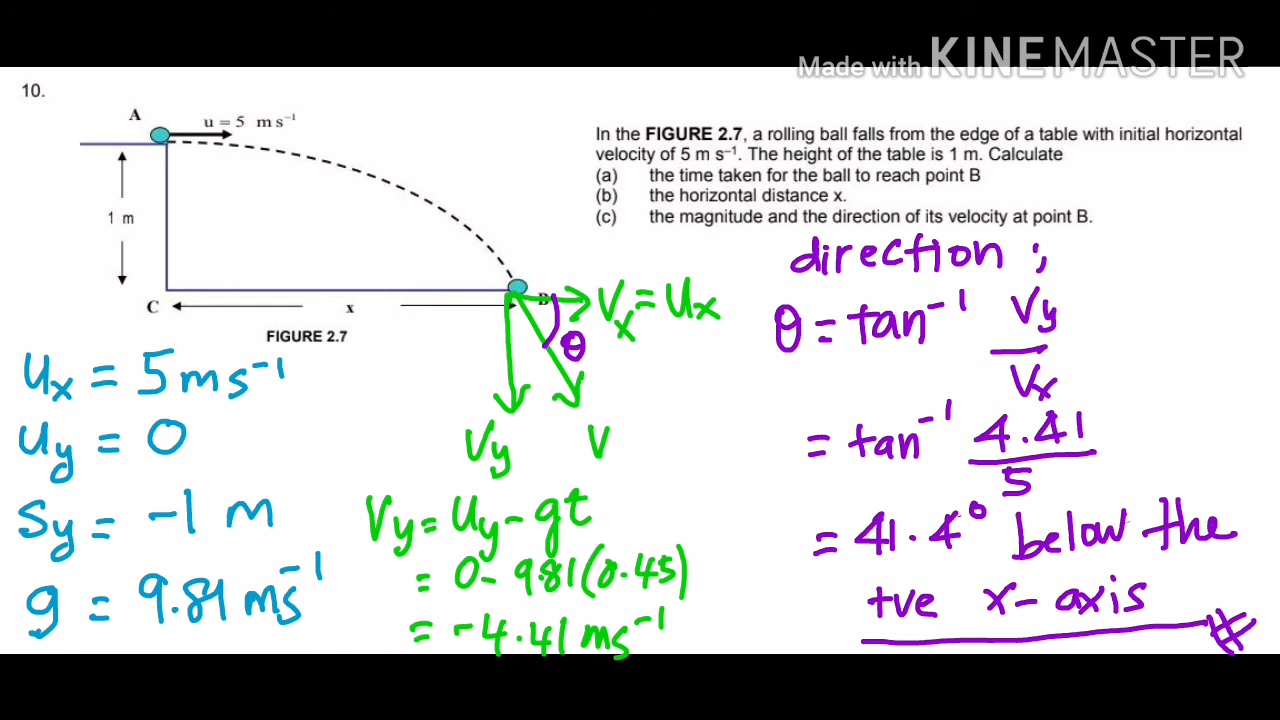 Made with KINEMASTER
10.
A
u = 5 m s⁻¹
1 m
C
x
B
FIGURE 2.7
In the FIGURE 2.7, a rolling ball falls from the edge of a table with initial horizontal
velocity of 5 m s⁻¹. The height of the table is 1 m. Calculate
(a) the time taken for the ball to reach point B
(b) the horizontal distance x.
(c) the magnitude and the direction of its velocity at point B.
Vx = Ux
θ
Vy
V
Ux = 5 ms⁻¹
Uy = 0
Sy = -1 m
g = 9.81 ms⁻¹
Vy = Uy - gt
= 0 - 9.81(0.45)
= -4.41 ms⁻¹
direction ;
θ = tan⁻¹ Vy/Vx
= tan⁻¹ 4.41/5
= 41.4° below the
+ve x-axis